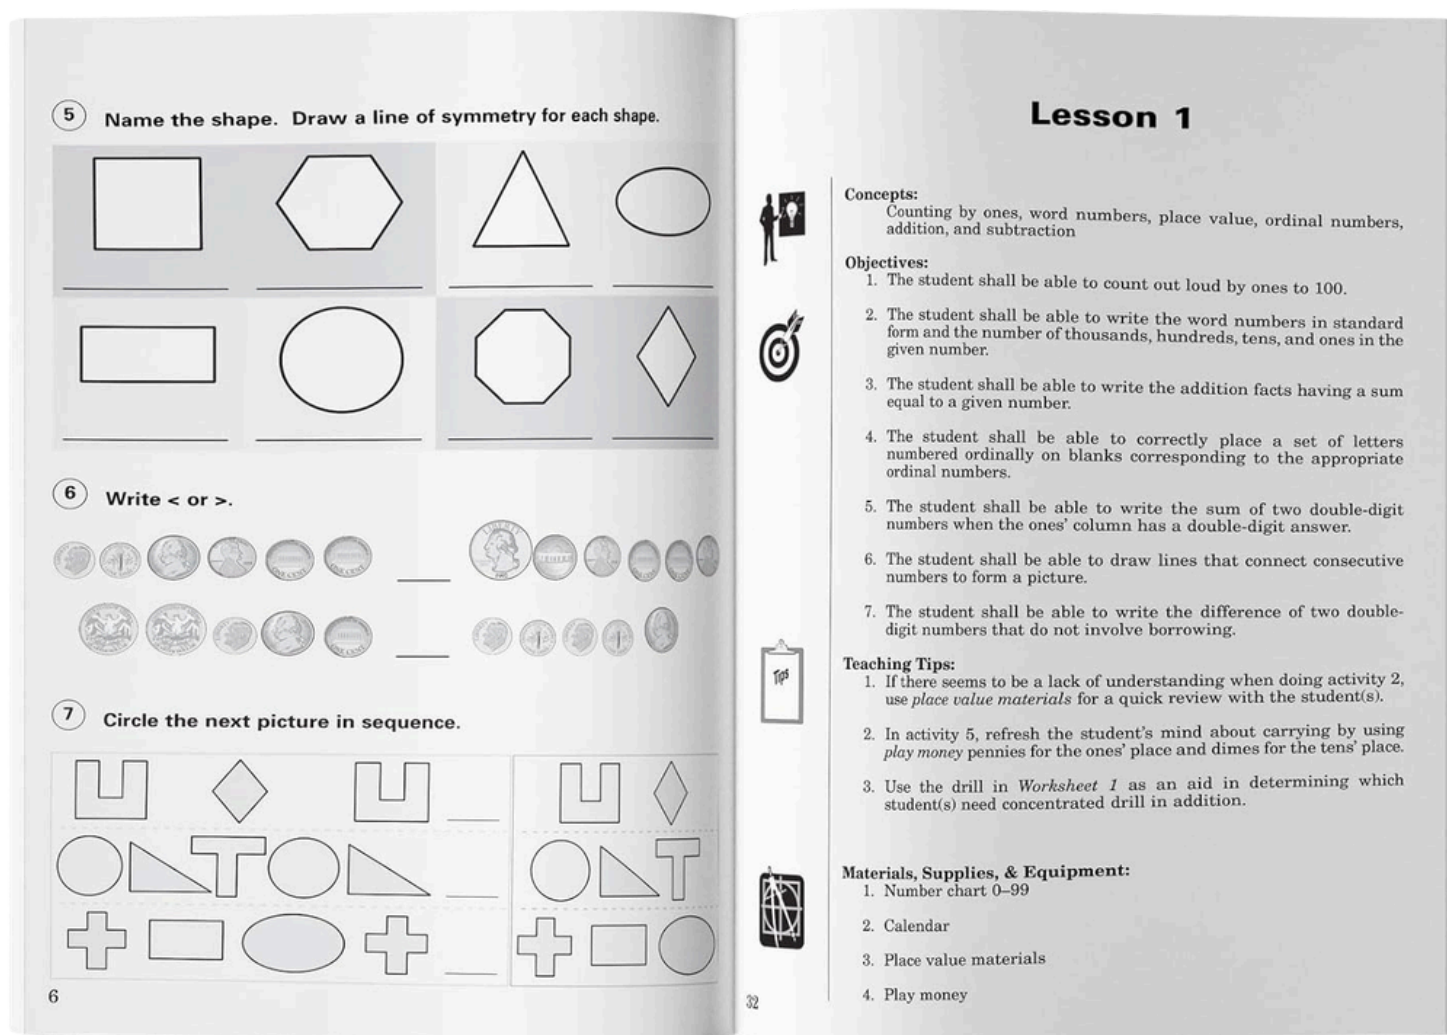 5 Name the shape. Draw a line of symmetry for each shape.
6 Write < or >.
LIBERTY
ONE CENT
ONE CENT
ONE CENT
7 Circle the next picture in sequence.
6
Lesson 1
Concepts:
Counting by ones, word numbers, place value, ordinal numbers,
addition, and subtraction
Objectives:
1. The student shall be able to count out loud by ones to 100.
2. The student shall be able to write the word numbers in standard
form and the number of thousands, hundreds, tens, and ones in the
given number.
3. The student shall be able to write the addition facts having a sum
equal to a given number.
4. The student shall be able to correctly place a set of letters
numbered ordinally on blanks corresponding to the appropriate
ordinal numbers.
5. The student shall be able to write the sum of two double-digit
numbers when the ones' column has a double-digit answer.
6. The student shall be able to draw lines that connect consecutive
numbers to form a picture.
7. The student shall be able to write the difference of two double-
digit numbers that do not involve borrowing.
Tips
Teaching Tips:
1. If there seems to be a lack of understanding when doing activity 2,
use place value materials for a quick review with the student(s).
2. In activity 5, refresh the student's mind about carrying by using
play money pennies for the ones' place and dimes for the tens' place.
3. Use the drill in Worksheet 1 as an aid in determining which
student(s) need concentrated drill in addition.
Materials, Supplies, & Equipment:
1. Number chart 0–99
2. Calendar
3. Place value materials
4. Play money
32